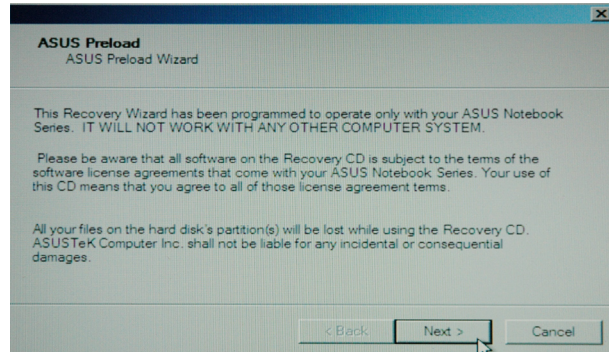 ASUS Preload
ASUS Preload Wizard
This Recovery Wizard has been programmed to operate only with your ASUS Notebook
Series. IT WILL NOT WORK WITH ANY OTHER COMPUTER SYSTEM.
Please be aware that all software on the Recovery CD is subject to the terms of the
software license agreements that come with your ASUS Notebook Series. Your use of
this CD means that you agree to all of those license agreement terms.
All your files on the hard disk's partition(s) will be lost while using the Recovery CD.
ASUSTeK Computer Inc. shall not be liable for any incidental or consequential
damages.
< Back Next > Cancel